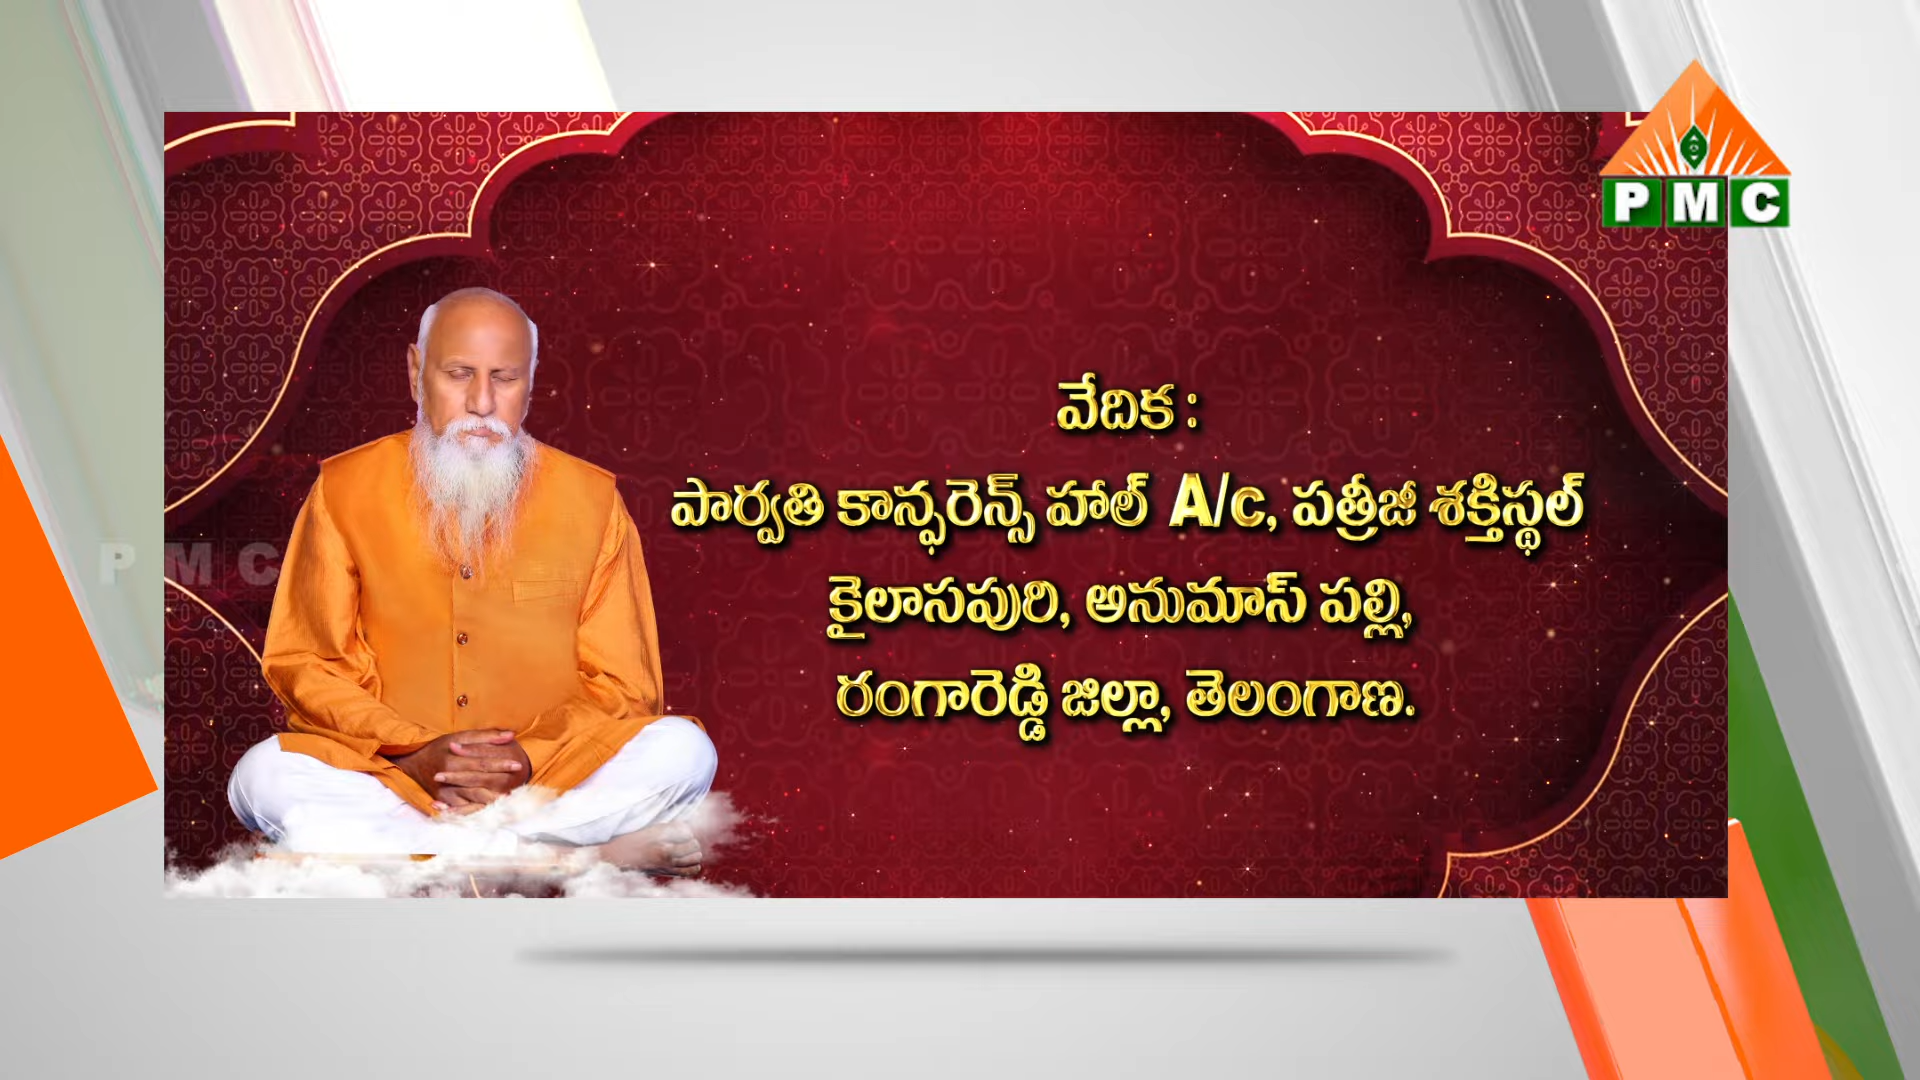 PMC
వేదిక :
పార్వతి కాన్ఫరెన్స్ హాల్ A/c, పత్రీజీ శక్తిస్థల్
కైలాసపురి, అనుమాస్ పల్లి,
రంగారెడ్డి జిల్లా, తెలంగాణ.
PMC